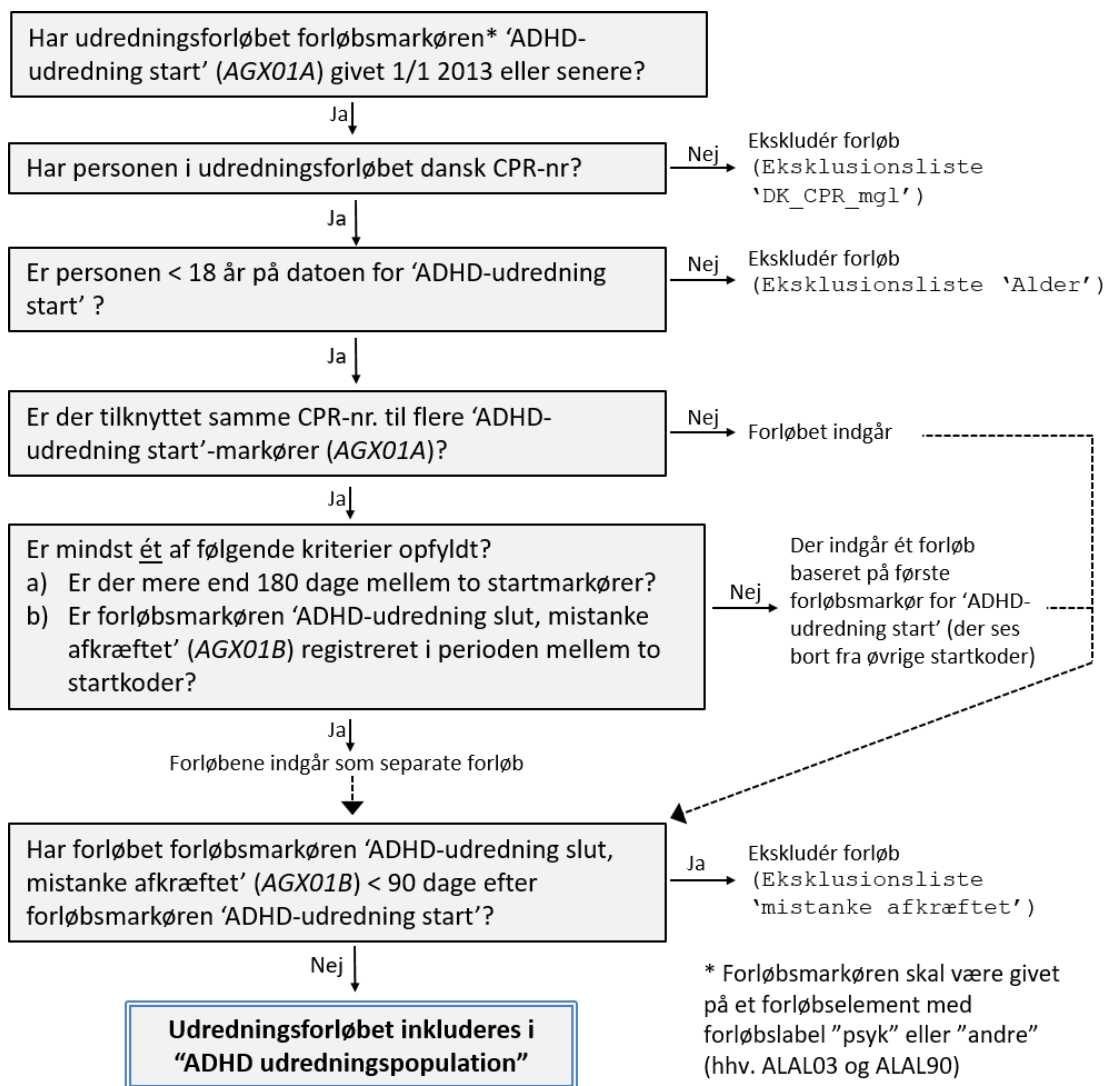 Har udredningsforløbet forløbsmarkøren* ‘ADHD-
udredning start’ (AGX01A) givet 1/1 2013 eller senere?
Ja
Har personen i udredningsforløbet dansk CPR-nr?
Nej
Ekskludér forløb
(Eksklusionsliste
‘DK_CPR_mgl’)
Ja
Er personen < 18 år på datoen for ‘ADHD-udredning
start’ ?
Nej
Ekskludér forløb
(Eksklusionsliste ‘Alder’)
Ja
Er der tilknyttet samme CPR-nr. til flere ‘ADHD-
udredning start’-markører (AGX01A)?
Nej
Forløbet indgår
Ja
Er mindst ét af følgende kriterier opfyldt?
a) Er der mere end 180 dage mellem to startmarkører?
b) Er forløbsmarkøren ‘ADHD-udredning slut, mistanke
afkræftet’ (AGX01B) registreret i perioden mellem to
startkoder?
Nej
Der indgår ét forløb
baseret på første
forløbsmarkør for ‘ADHD-
udredning start’ (der ses
bort fra øvrige startkoder)
Ja
Forløbene indgår som separate forløb
Har forløbet forløbsmarkøren ‘ADHD-udredning slut,
mistanke afkræftet’ (AGX01B) < 90 dage efter
forløbsmarkøren ‘ADHD-udredning start’?
Ja
Ekskludér forløb
(Eksklusionsliste
‘mistanke afkræftet’)
Nej
Udredningsforløbet inkluderes i
“ADHD udredningspopulation”
* Forløbsmarkøren skal være givet
på et forløbselement med
forløbslabel ”psyk” eller ”andre”
(hhv. ALAL03 og ALAL90)